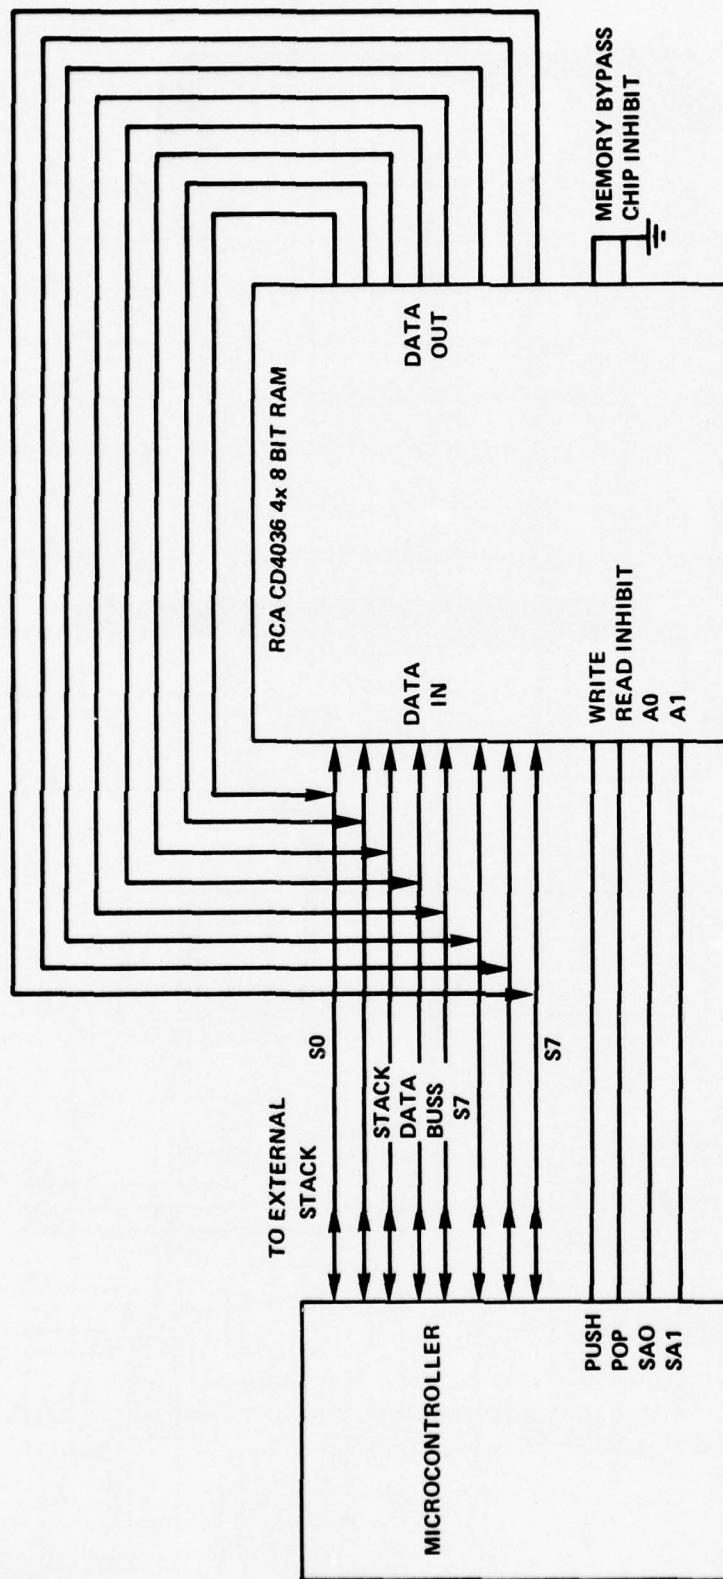 MICROCONTROLLER
PUSH
POP
SAO
SA1
TO EXTERNAL
STACK
S0
STACK
DATA
BUSS
S7
S7
RCA CD4036 4x 8 BIT RAM
DATA
IN
WRITE
READ INHIBIT
A0
A1
DATA
OUT
MEMORY BYPASS
CHIP INHIBIT